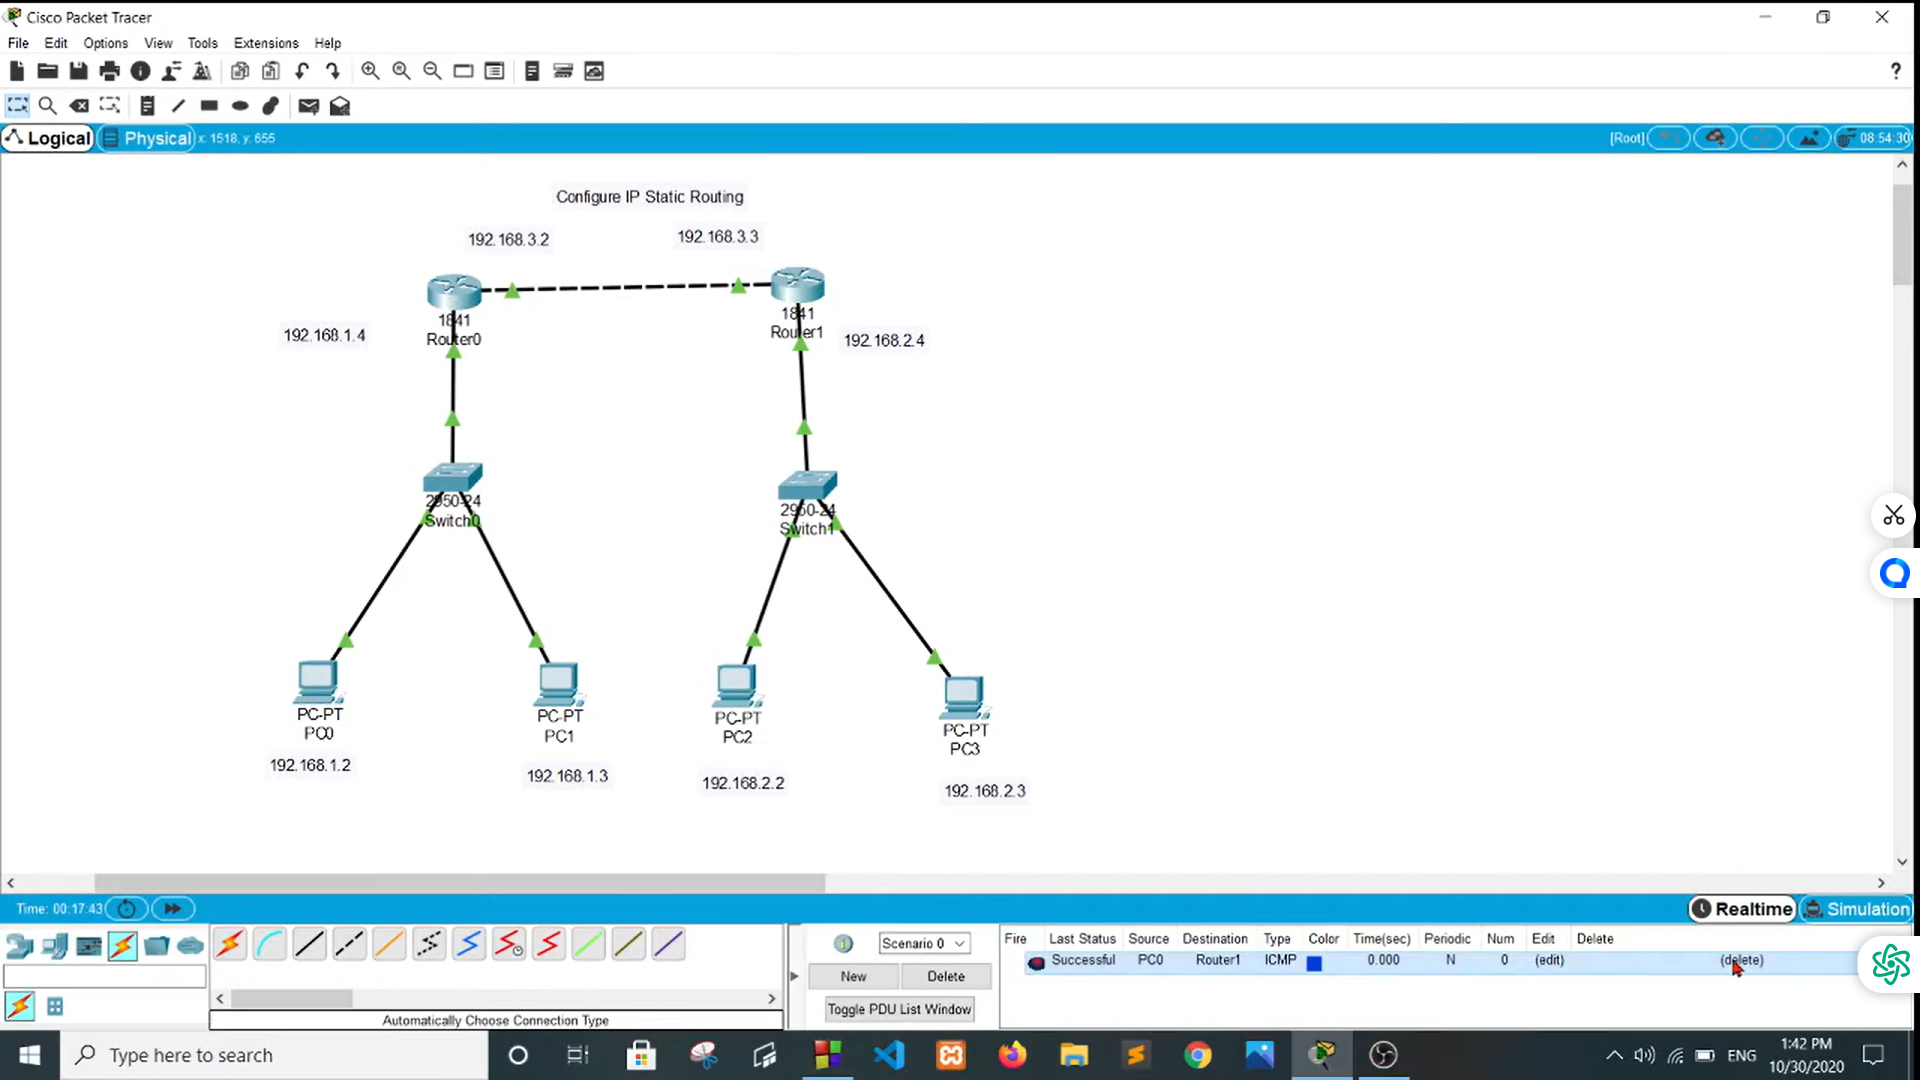 Cisco Packet Tracer
File Edit Options View Tools Extensions Help
?
Logical Physical x: 1518, y: 655 [Root] 08:54:30
Configure IP Static Routing
192.168.3.2 192.168.3.3
1841
Router0
1841
Router1
192.168.1.4
192.168.2.4
2950-24
Switch0
2950-24
Switch1
PC-PT
PC0
PC-PT
PC1
PC-PT
PC2
PC-PT
PC3
192.168.1.2
192.168.1.3
192.168.2.2
192.168.2.3
Time: 00:17:43 Realtime Simulation
Scenario 0
New Delete
Toggle PDU List Window
Fire Last Status Source Destination Type Color Time(sec) Periodic Num Edit Delete
Successful PC0 Router1 ICMP 0.000 N 0 (edit) (delete)
Automatically Choose Connection Type
Type here to search
ENG
1:42 PM
10/30/2020